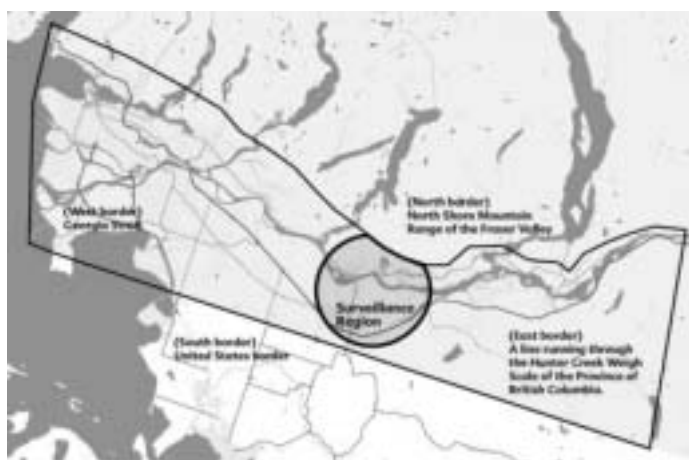 (North border)
North Shore Mountain
Range of the Fraser Valley
(West border)
Georgia Strait
Surveillance
Region
(South border)
United States border
(East border)
A line running through
the Hunter Creek Weigh
Scale of the Province of
British Columbia.